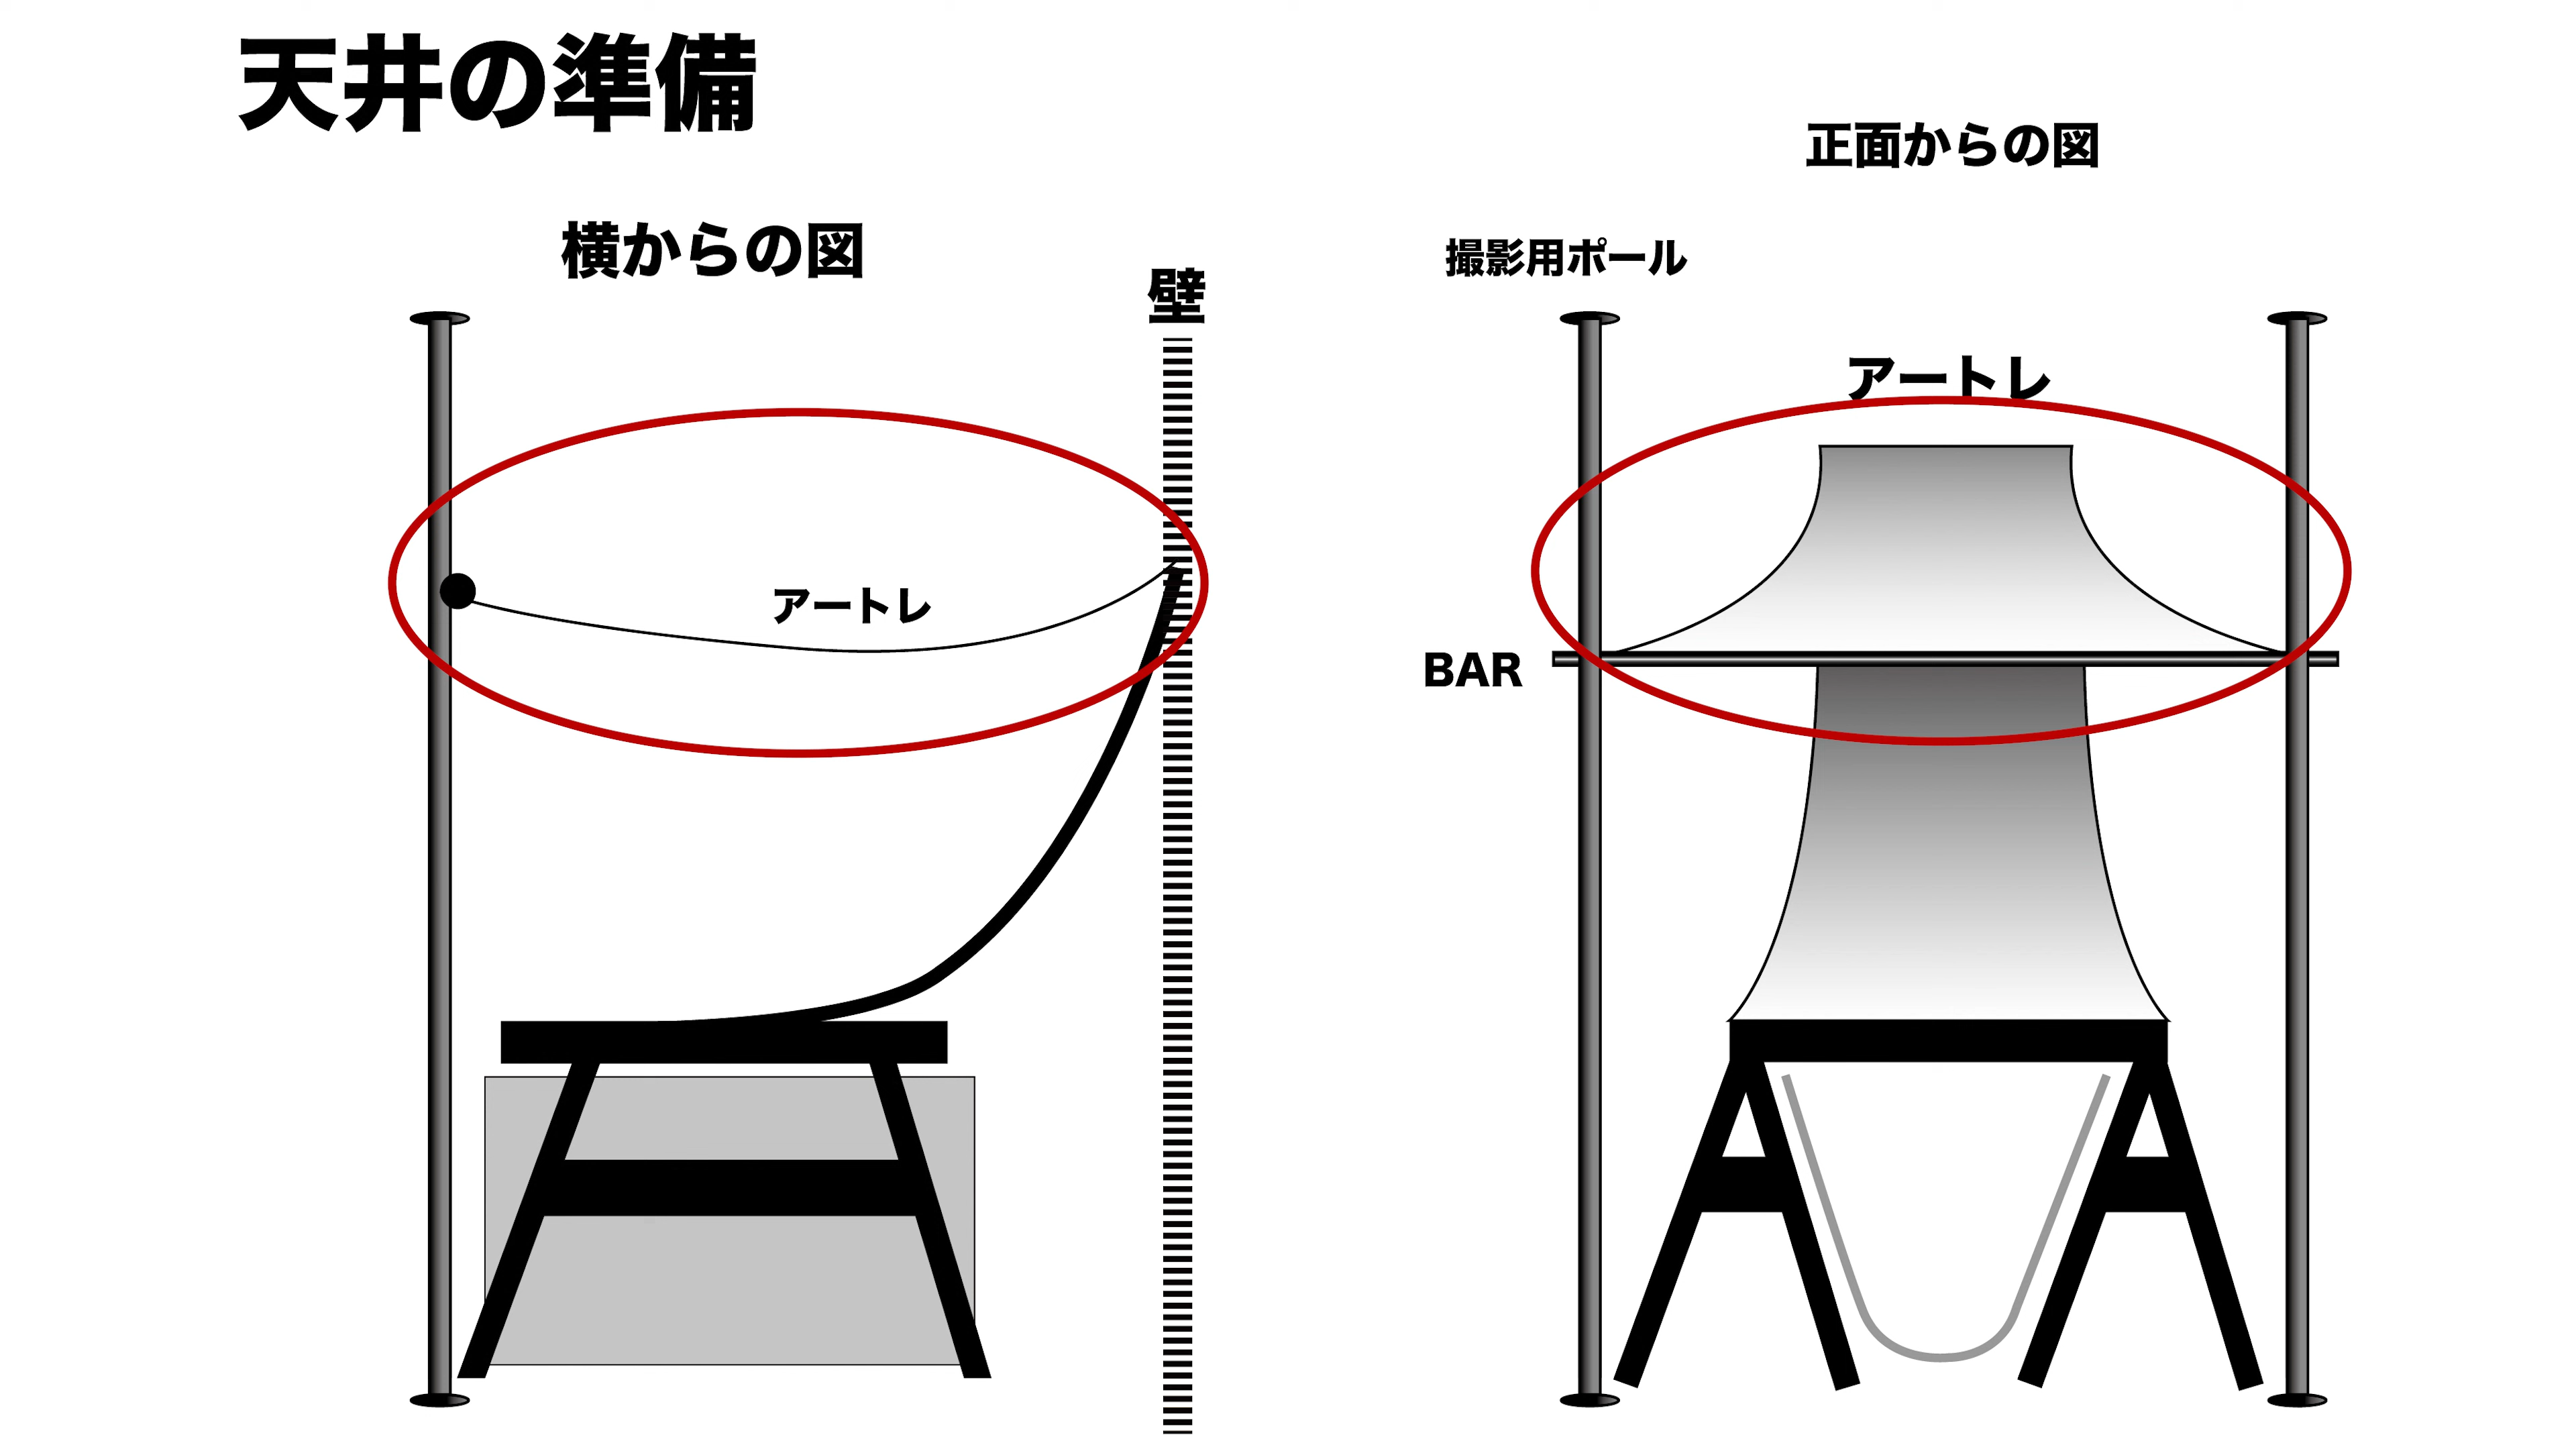 天井の準備
正面からの図
横からの図
撮影用ポール
壁
アートレ
アートレ
BAR